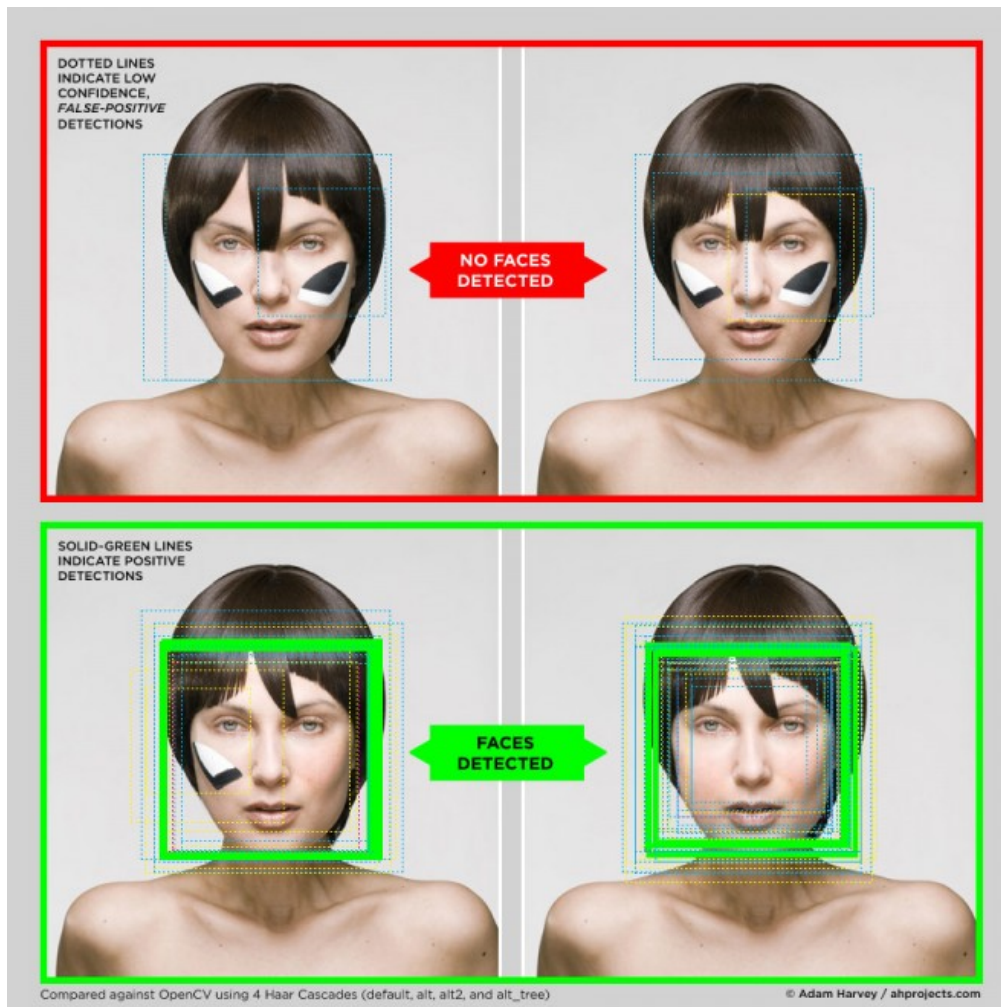 DOTTED LINES
INDICATE LOW
CONFIDENCE,
FALSE-POSITIVE
DETECTIONS
NO FACES
DETECTED
SOLID-GREEN LINES
INDICATE POSITIVE
DETECTIONS
FACES
DETECTED
Compared against OpenCV using 4 Haar Cascades (default, alt, alt2, and alt_tree)
© Adam Harvey / ahprojects.com